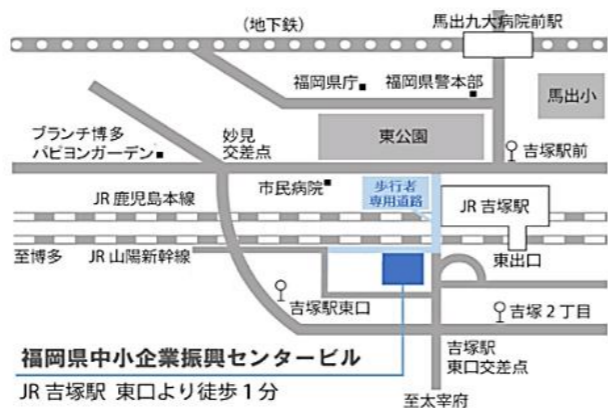 （地下鉄）
馬出九大病院前駅
福岡県庁
福岡県警本部
馬出小
ブランチ博多
パピヨンガーデン
妙見
交差点
東公園
吉塚駅前
市民病院
歩行者
専用道路
JR 鹿児島本線
JR 吉塚駅
至博多
JR 山陽新幹線
東出口
吉塚駅東口
吉塚２丁目
福岡県中小企業振興センタービル
JR 吉塚駅 東口より徒歩 1 分
吉塚駅
東口交差点
至太宰府